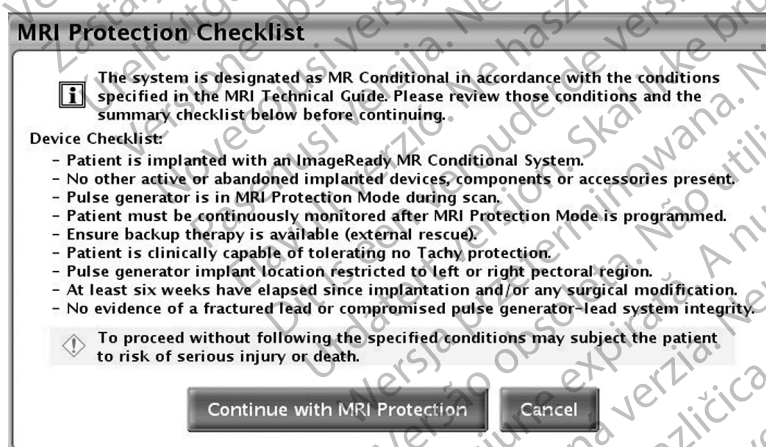 MRI Protection Checklist
The system is designated as MR Conditional in accordance with the conditions
specified in the MRI Technical Guide. Please review those conditions and the
summary checklist below before continuing.
Device Checklist:
- Patient is implanted with an ImageReady MR Conditional System.
- No other active or abandoned implanted devices, components or accessories present.
- Pulse generator is in MRI Protection Mode during scan.
- Patient must be continuously monitored after MRI Protection Mode is programmed.
- Ensure backup therapy is available (external rescue).
- Patient is clinically capable of tolerating no Tachy protection.
- Pulse generator implant location restricted to left or right pectoral region.
- At least six weeks have elapsed since implantation and/or any surgical modification.
- No evidence of a fractured lead or compromised pulse generator-lead system integrity.
To proceed without following the specified conditions may subject the patient
to risk of serious injury or death.
Continue with MRI Protection
Cancel